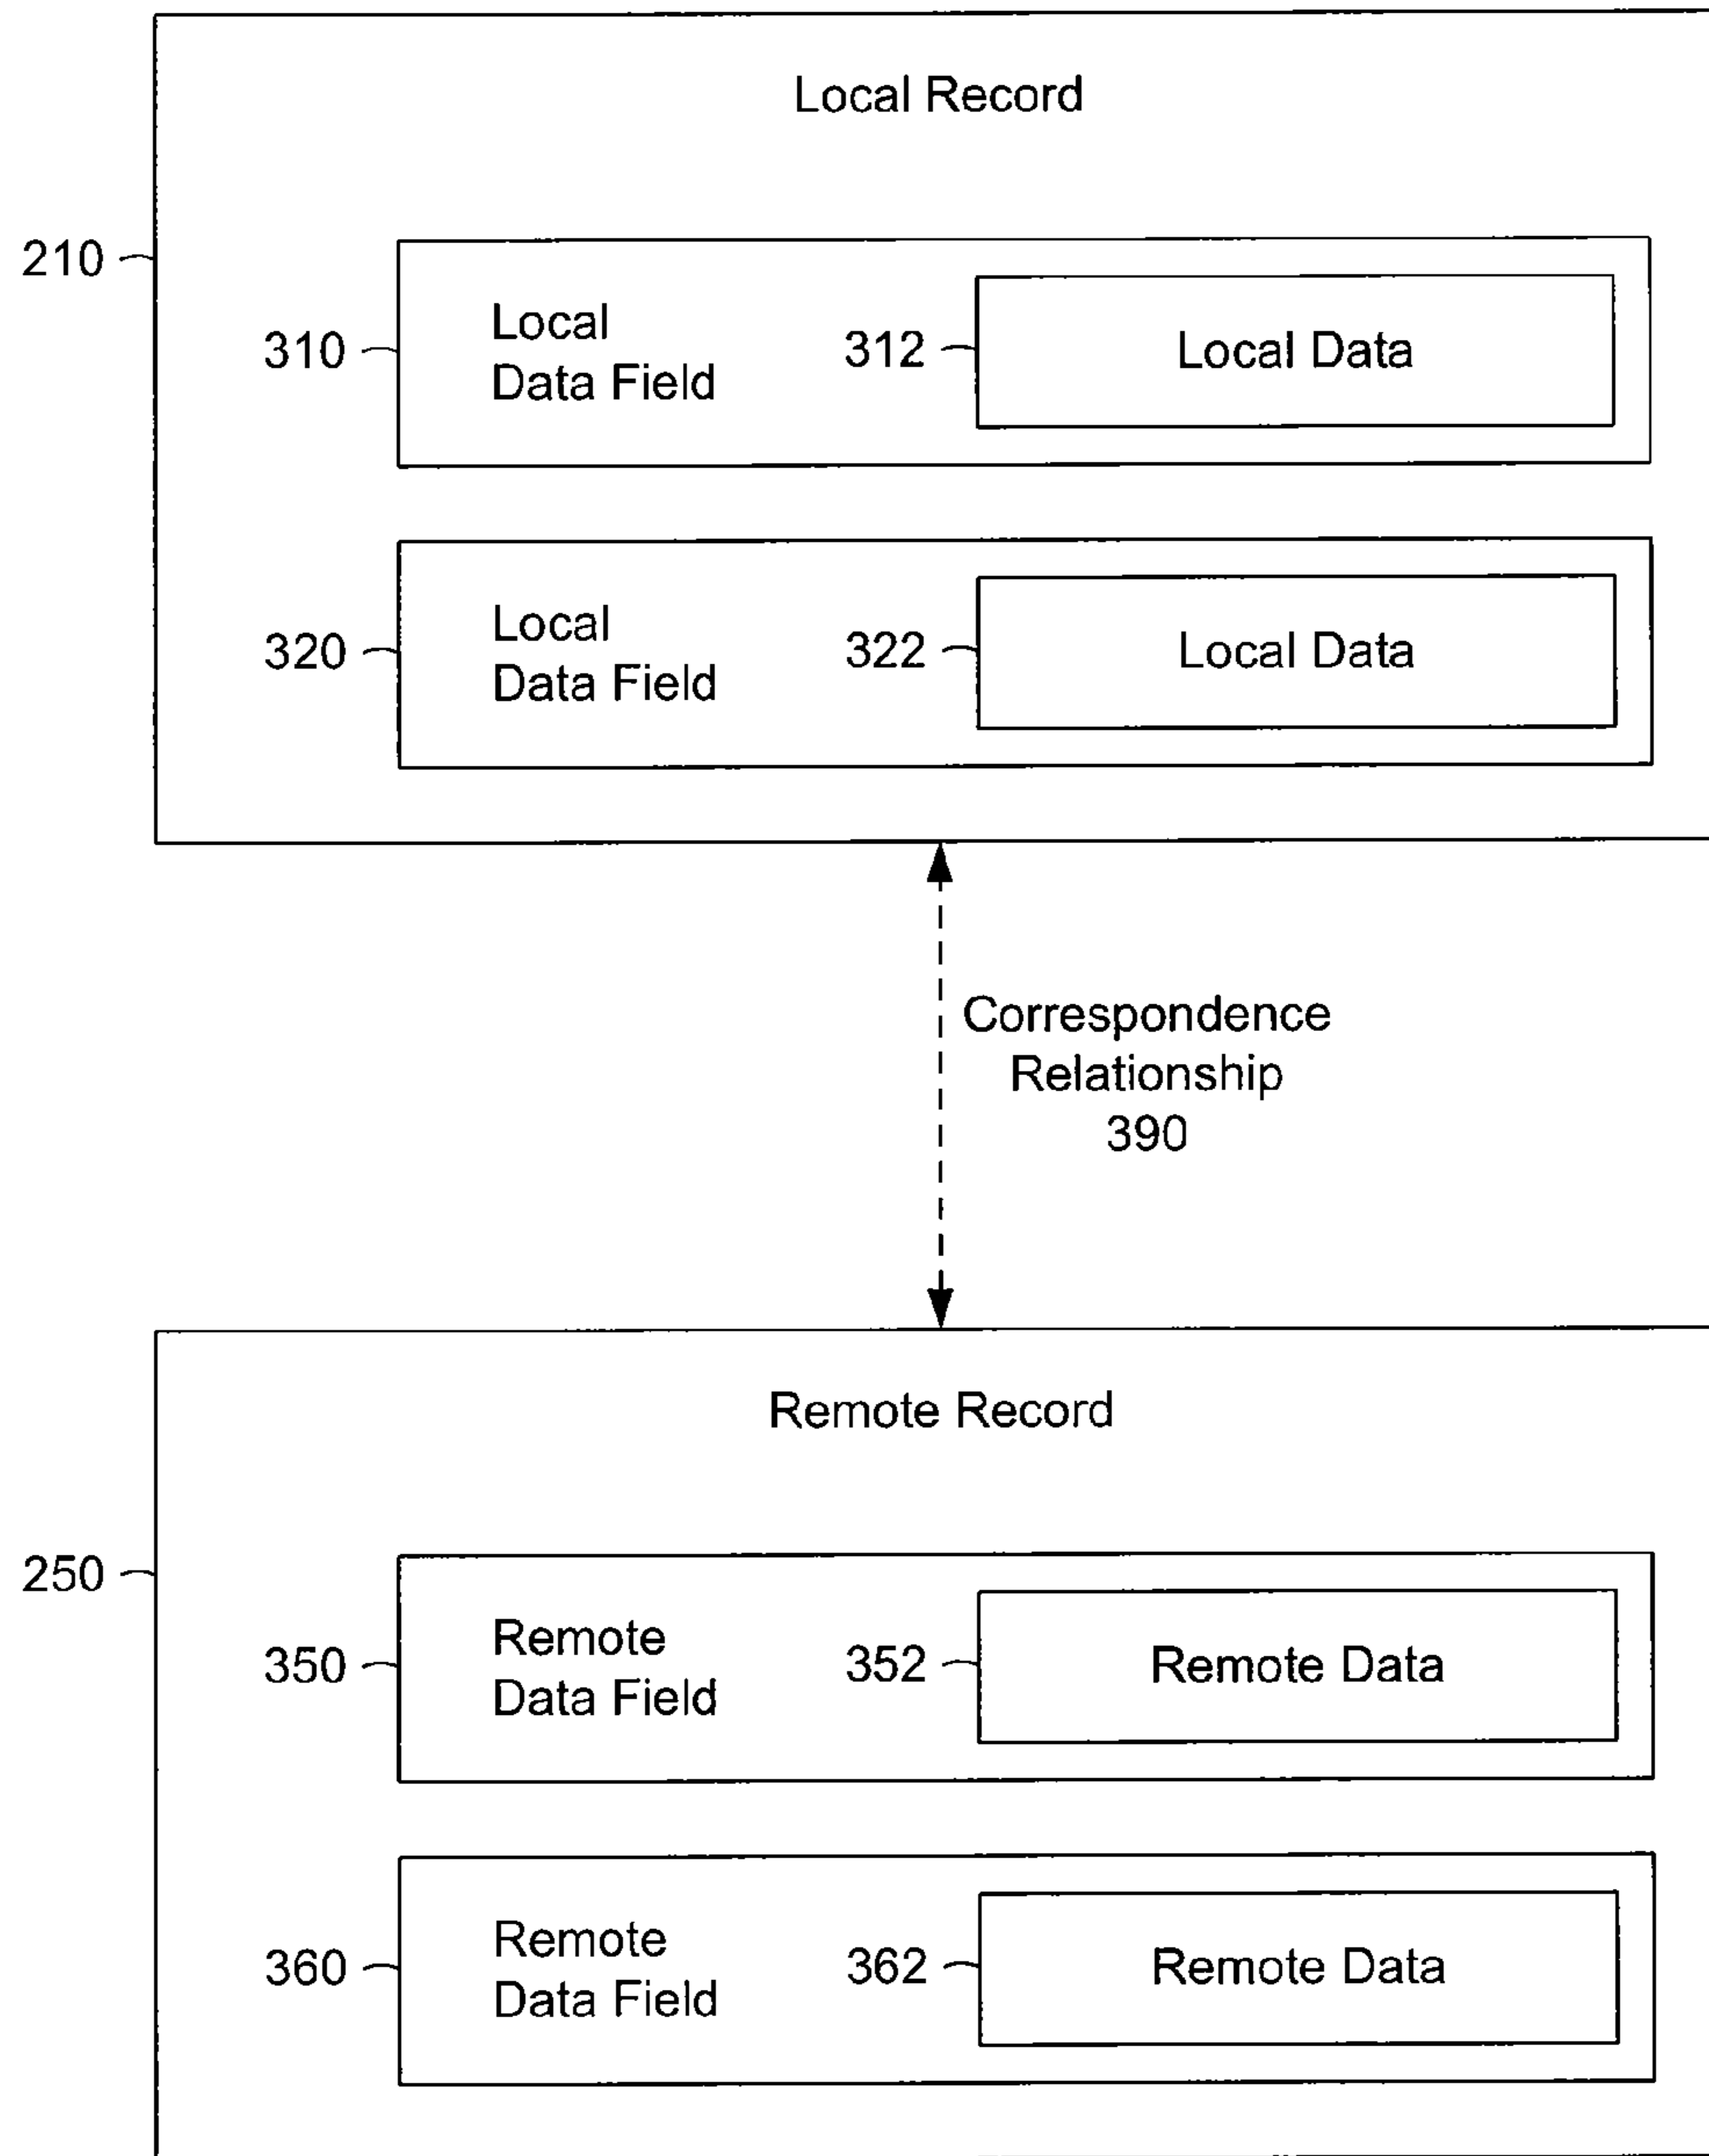 Local Record
210
310
Local
Data Field
312
Local Data
320
Local
Data Field
322
Local Data
Correspondence
Relationship
390
Remote Record
250
350
Remote
Data Field
352
Remote Data
360
Remote
Data Field
362
Remote Data